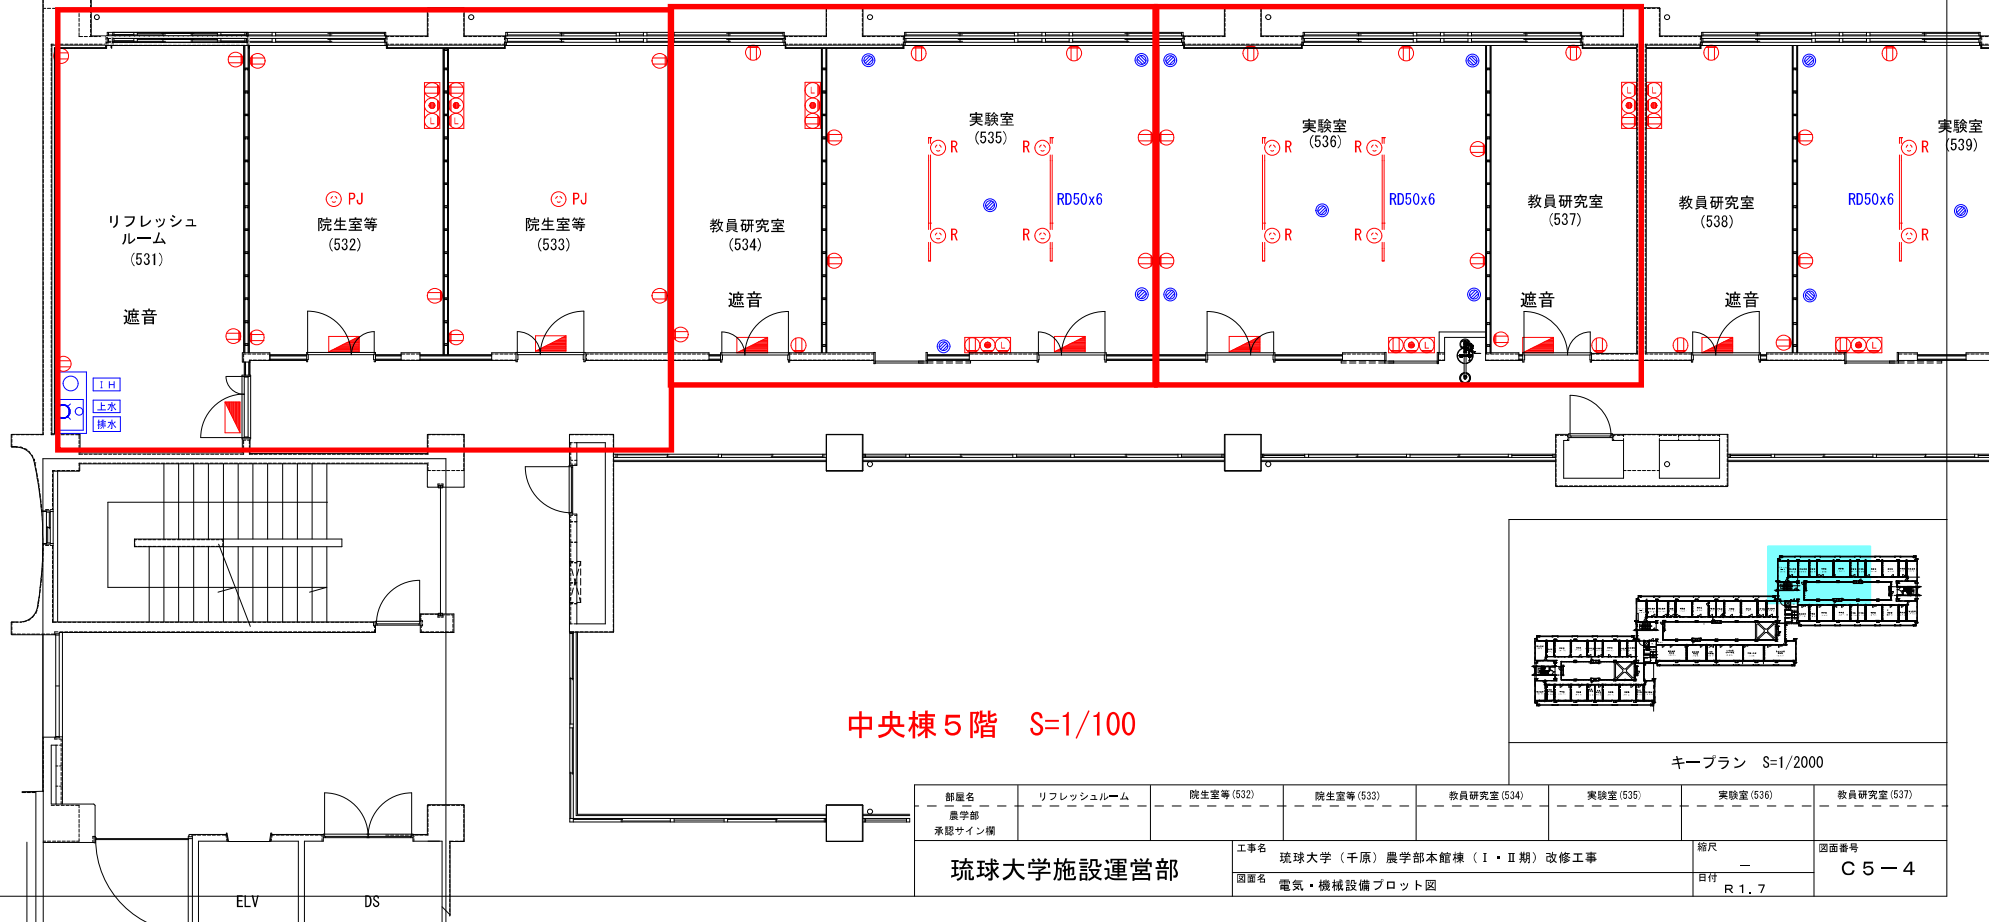 リフレッシュ
ルーム
(531)
遮音
PJ
院生室等
(532)
PJ
院生室等
(533)
教員研究室
(534)
遮音
実験室
(535)
R
R
R
R
RD50x6
実験室
(536)
R
R
R
R
RD50x6
教員研究室
(537)
遮音
教員研究室
(538)
遮音
実験室
(539)
R
R
RD50x6
L
L
L
L
L
L
L
L
L
IH
上水
排水
ELV
DS
中央棟５階 S=1/100
キープラン S=1/2000
部屋名 リフレッシュルーム 院生室等(532) 院生室等(533) 教員研究室(534) 実験室(535) 実験室(536) 教員研究室(537)
農学部
承認サイン欄
琉球大学施設運営部
工事名 琉球大学（千原）農学部本館棟（Ⅰ・Ⅱ期）改修工事
図面名 電気・機械設備プロット図
縮尺 —
日付 R１．７
図面番号
Ｃ５－４